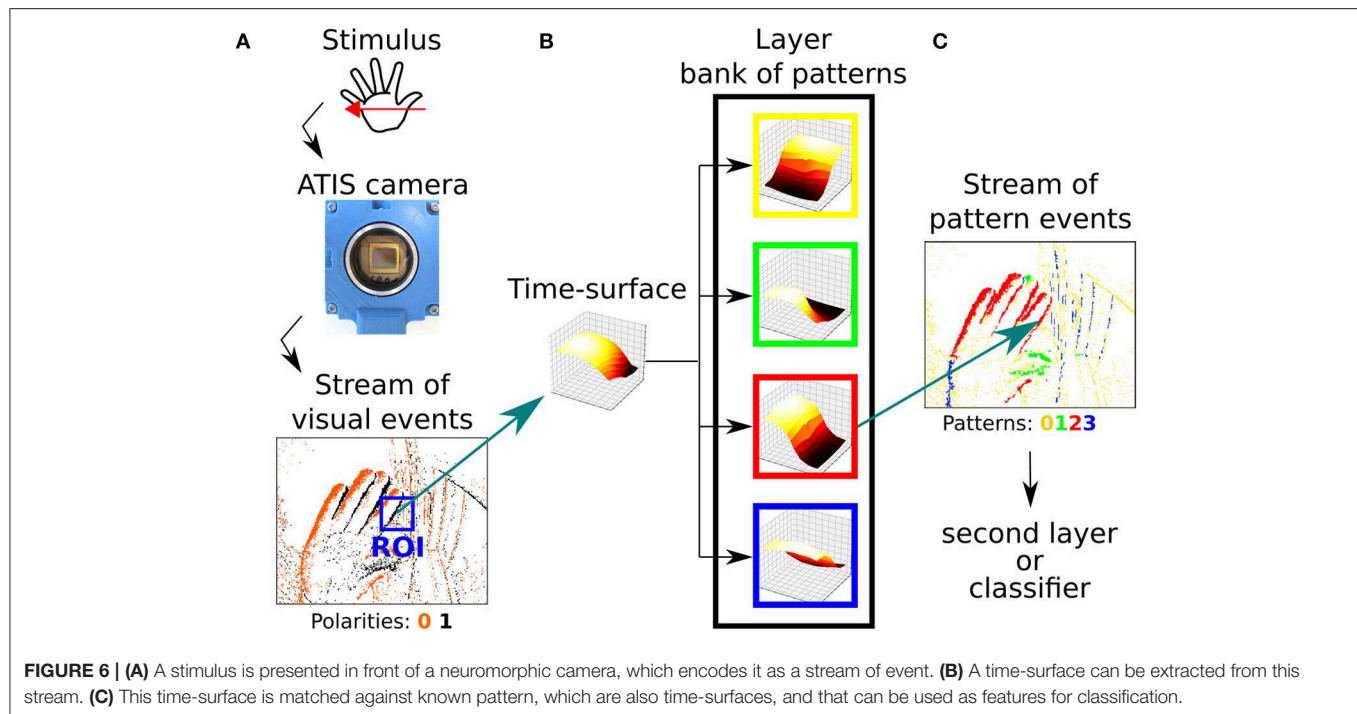 A
Stimulus
ATIS camera
Stream of
visual events
ROI
Polarities: 0 1
B
Time-surface
Layer
bank of patterns
C
Stream of
pattern events
Patterns: 0123
second layer
or
classifier
FIGURE 6 | (A) A stimulus is presented in front of a neuromorphic camera, which encodes it as a stream of event. (B) A time-surface can be extracted from this
stream. (C) This time-surface is matched against known pattern, which are also time-surfaces, and that can be used as features for classification.